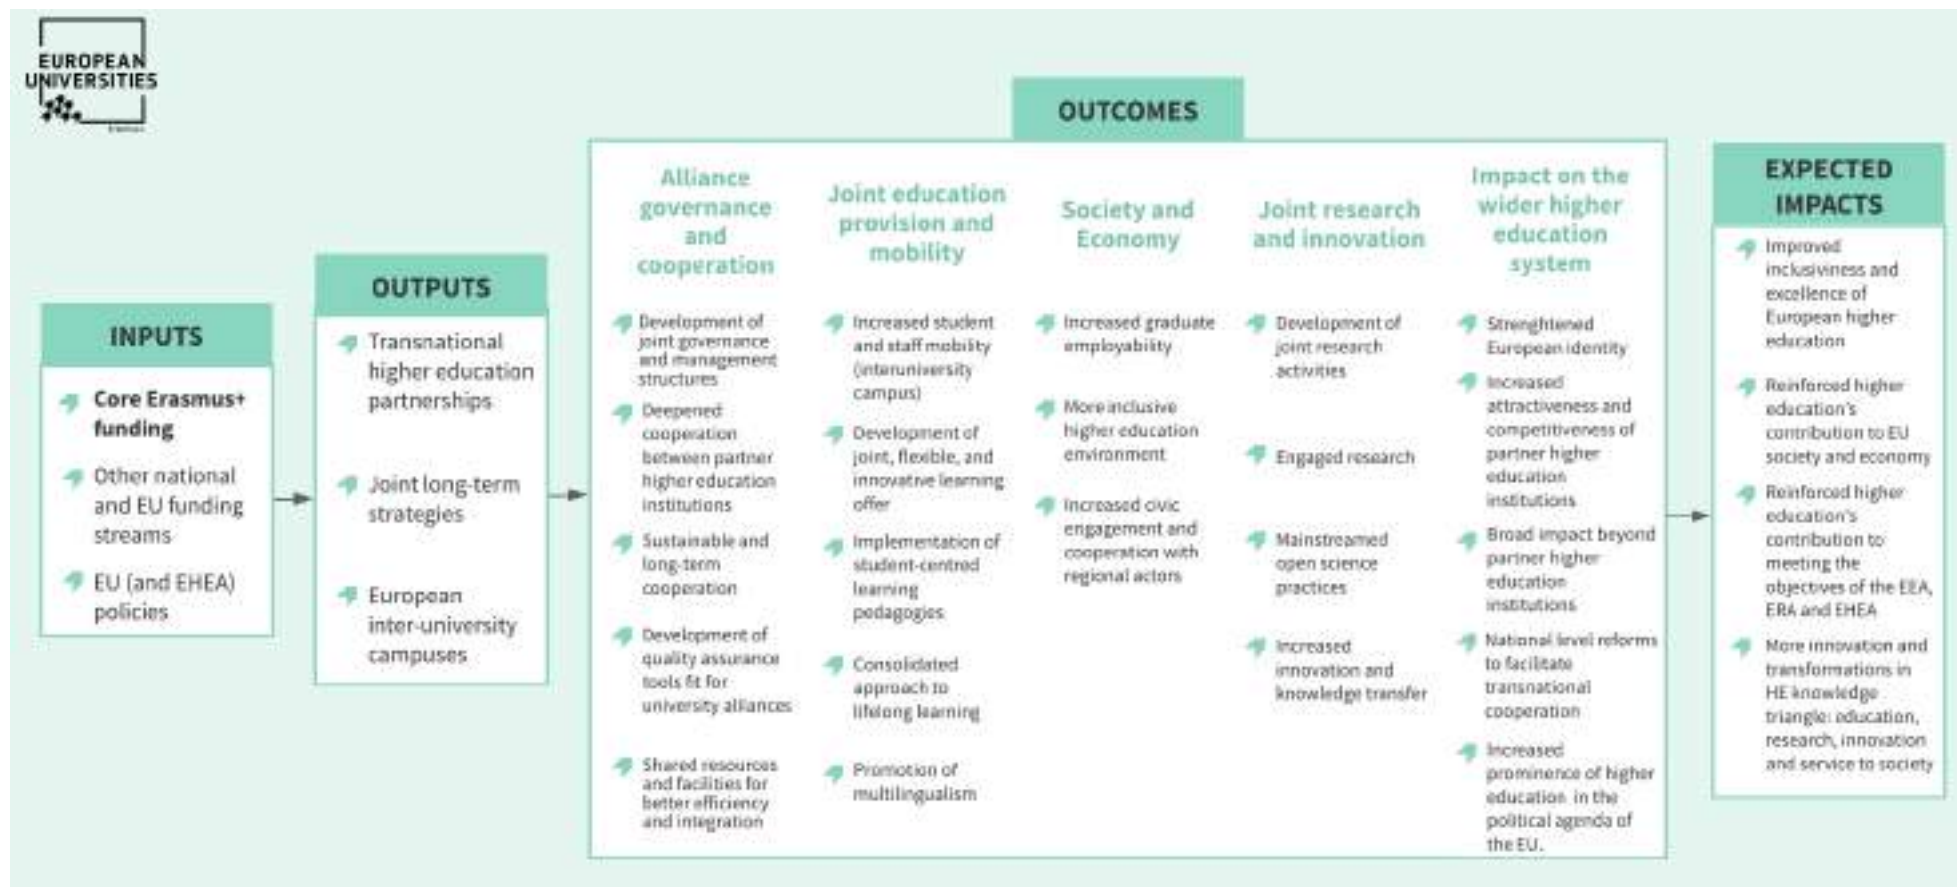 EUROPEAN
UNIVERSITIES
OUTCOMES
INPUTS
Core Erasmus+
funding
Other national
and EU funding
streams
EU (and EHEA)
policies
OUTPUTS
Transnational
higher education
partnerships
Joint long-term
strategies
European
inter-university
campuses
Alliance
governance
and
cooperation
Development of
joint governance
and management
structures
Deepened
cooperation
between partner
higher education
institutions
Sustainable and
long-term
cooperation
Development of
quality assurance
tools fit for
university alliances
Shared resources
and facilities for
better efficiency
and integration
Joint education
provision and
mobility
Increased student
and staff mobility
(interuniversity
campus)
Development of
joint, flexible, and
innovative learning
offer
Implementation of
student-centred
learning
pedagogies
Consolidated
approach to
lifelong learning
Promotion of
multilingualism
Society and
Economy
Increased graduate
employability
More inclusive
higher education
environment
Increased civic
engagement and
cooperation with
regional actors
Joint research
and innovation
Development of
joint research
activities
Engaged research
Mainstreamed
open science
practices
Increased
innovation and
knowledge transfer
Impact on the
wider higher
education
system
Strenghtened
European identity
Increased
attractiveness and
competitiveness of
partner higher
education
institutions
Broad impact beyond
partner higher
education
institutions
National level reforms
to facilitate
transnational
cooperation
Increased
prominence of higher
education in the
political agenda of
the EU.
EXPECTED
IMPACTS
Improved
inclusiviness and
excellence of
European higher
education
Reinforced higher
education's
contribution to EU
society and economy
Reinforced higher
education's
contribution to
meeting the
objectives of the EEA,
ERA and EHEA
More innovation and
transformations in
HE knowledge
triangle: education,
research, innovation
and service to society